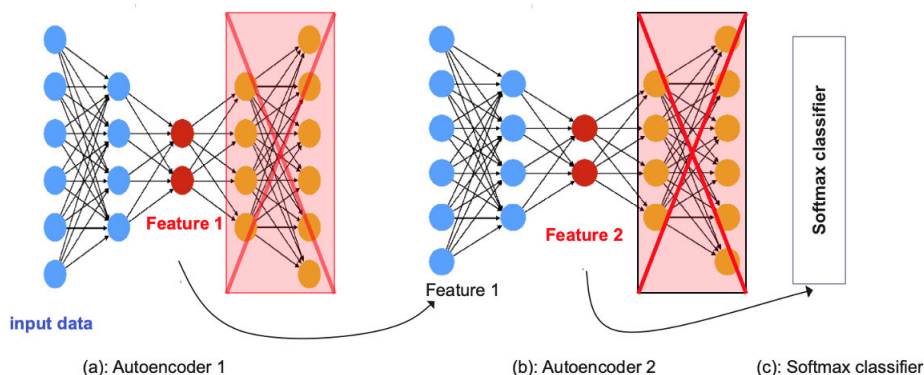 Softmax classifier
Feature 1
Feature 2
Feature 1
input data
(a): Autoencoder 1
(b): Autoencoder 2
(c): Softmax classifier